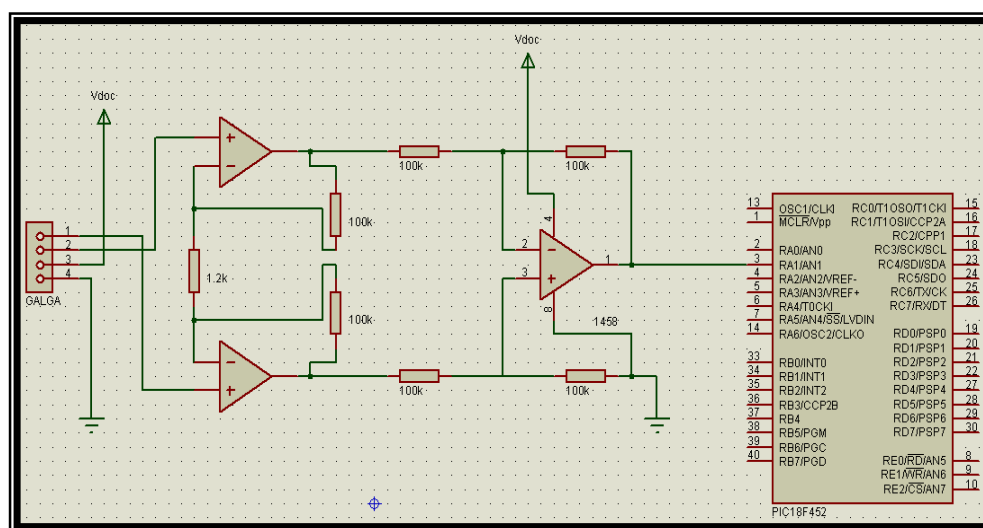 Vdoc
Vdoc
1
2
3
4
GALGA
1.2k
100k
100k
100k
100k
100k
100k
2
3
4
8
1
1458
13 OSC1/CLKI
1 MCLR/Vpp
2 RA0/AN0
3 RA1/AN1
4 RA2/AN2/VREF-
5 RA3/AN3/VREF+
6 RA4/T0CKI
7 RA5/AN4/SS/LVDIN
14 RA6/OSC2/CLKO
33 RB0/INT0
34 RB1/INT1
35 RB2/INT2
36 RB3/CCP2B
37 RB4
38 RB5/PGM
39 RB6/PGC
40 RB7/PGD
RC0/T1OSO/T1CKI 15
RC1/T1OSI/CCP2A 16
RC2/CPP1 17
RC3/SCK/SCL 18
RC4/SDI/SDA 23
RC5/SDO 24
RC6/TX/CK 25
RC7/RX/DT 26
RD0/PSP0 19
RD1/PSP1 20
RD2/PSP2 21
RD3/PSP3 22
RD4/PSP4 27
RD5/PSP5 28
RD6/PSP6 29
RD7/PSP7 30
RE0/RD/AN5 8
RE1/WR/AN6 9
RE2/CS/AN7 10
PIC18F452